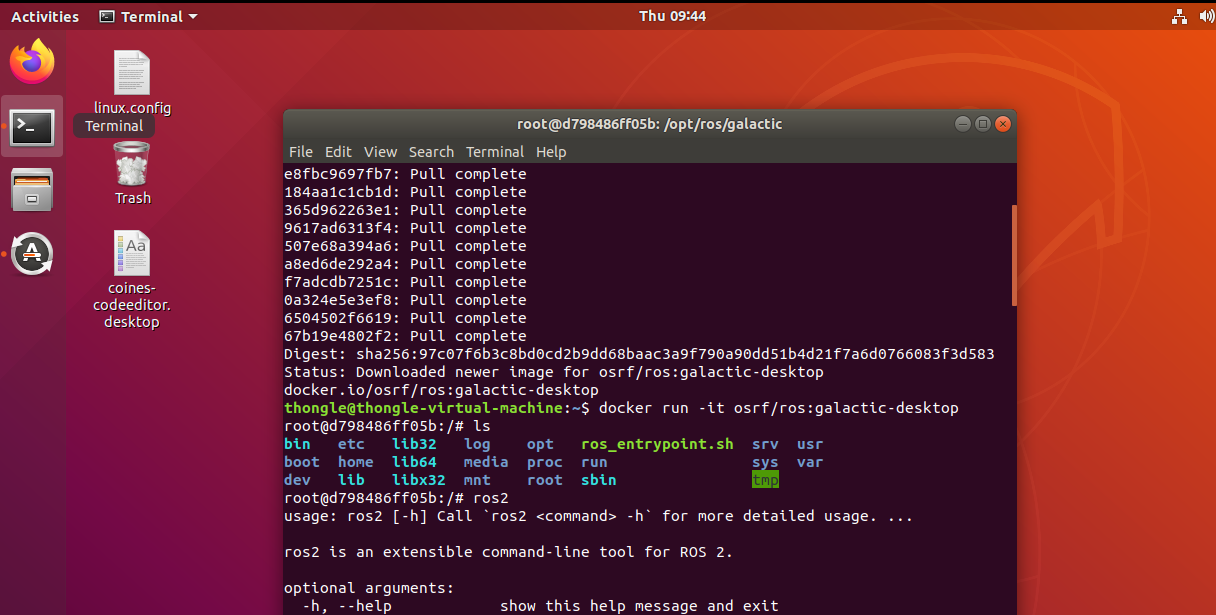 Activities
Terminal
Thu 09:44
linux.config
Terminal
Trash
Aa
coines-
codeeditor.
desktop
root@d798486ff05b: /opt/ros/galactic
File Edit View Search Terminal Help
e8fbc9697fb7: Pull complete
184aa1c1cb1d: Pull complete
365d962263e1: Pull complete
9617ad6313f4: Pull complete
507e68a394a6: Pull complete
a8ed6de292a4: Pull complete
f7adcdb7251c: Pull complete
0a324e5e3ef8: Pull complete
6504502f6619: Pull complete
67b19e4802f2: Pull complete
Digest: sha256:97c07f6b3c8bd0cd2b9dd68baac3a9f790a90dd51b4d21f7a6d0766083f3d583
Status: Downloaded newer image for osrf/ros:galactic-desktop
docker.io/osrf/ros:galactic-desktop
thongle@thongle-virtual-machine:~$ docker run -it osrf/ros:galactic-desktop
root@d798486ff05b:/# ls
bin etc lib32 log opt ros_entrypoint.sh srv usr
boot home lib64 media proc run sys var
dev lib libx32 mnt root sbin tmp
root@d798486ff05b:/# ros2
usage: ros2 [-h] Call `ros2 <command> -h` for more detailed usage. ...
ros2 is an extensible command-line tool for ROS 2.
optional arguments:
-h, --help show this help message and exit